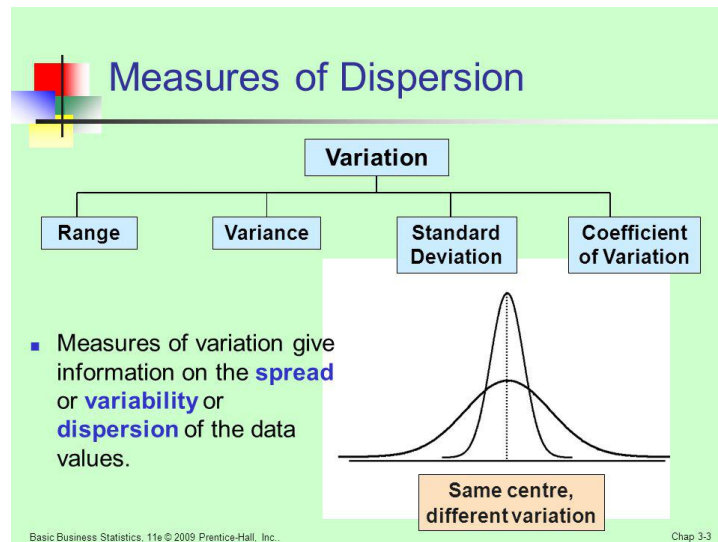 Measures of Dispersion
Variation
Range
Variance
Standard
Deviation
Coefficient
of Variation
Measures of variation give
information on the spread
or variability or
dispersion of the data
values.
Same centre,
different variation
Basic Business Statistics, 11e © 2009 Prentice-Hall, Inc..
Chap 3-3